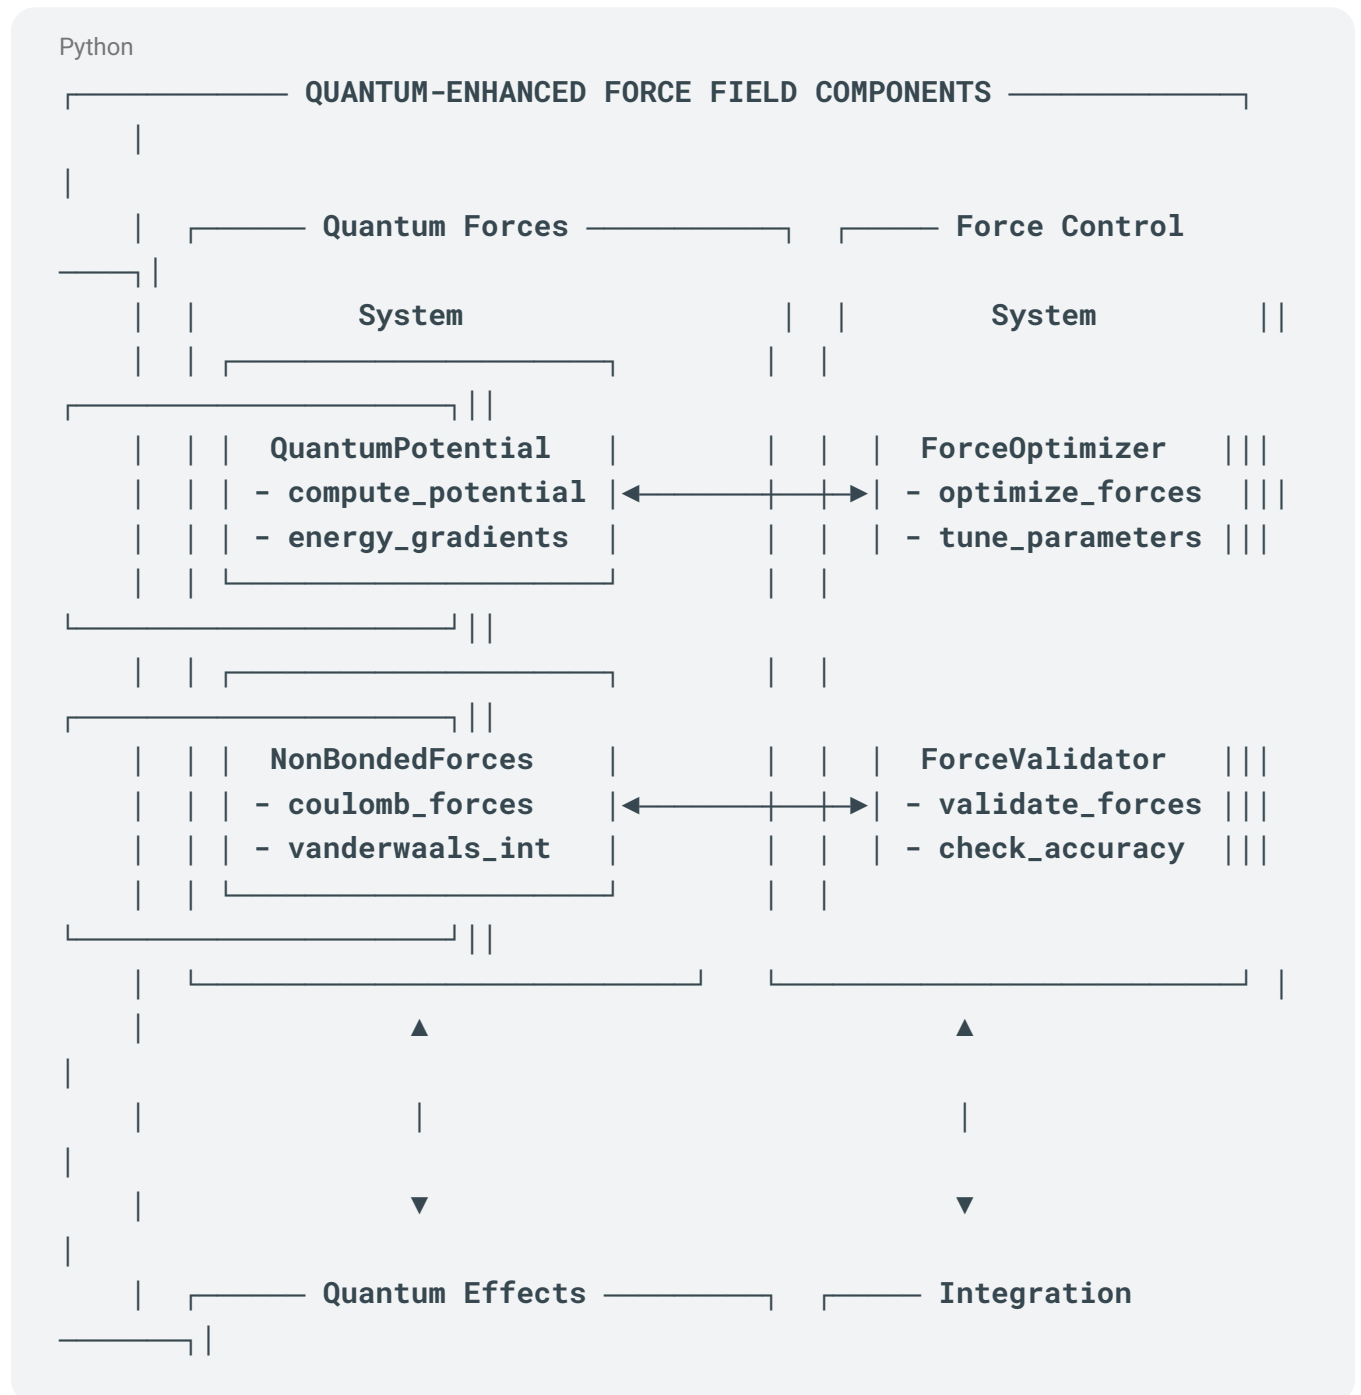 Python
QUANTUM-ENHANCED FORCE FIELD COMPONENTS
Quantum Forces Force Control
System System
QuantumPotential ForceOptimizer
- compute_potential - optimize_forces
- energy_gradients - tune_parameters
NonBondedForces ForceValidator
- coulomb_forces - validate_forces
- vanderwaals_int - check_accuracy
Quantum Effects Integration